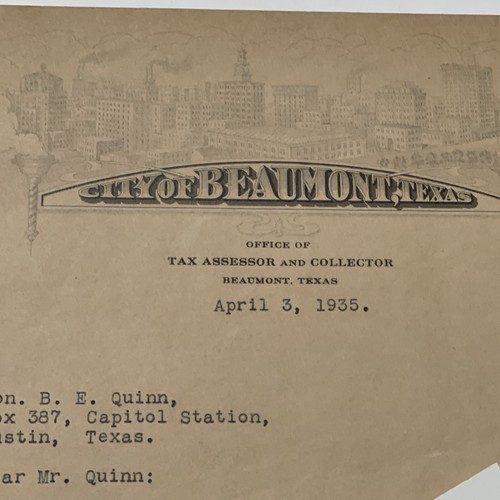 CITY OF BEAUMONT, TEXAS
OFFICE OF
TAX ASSESSOR AND COLLECTOR
BEAUMONT, TEXAS
April 3, 1935.
on. B. E. Quinn,
ox 387, Capitol Station,
ustin, Texas.
ar Mr. Quinn: